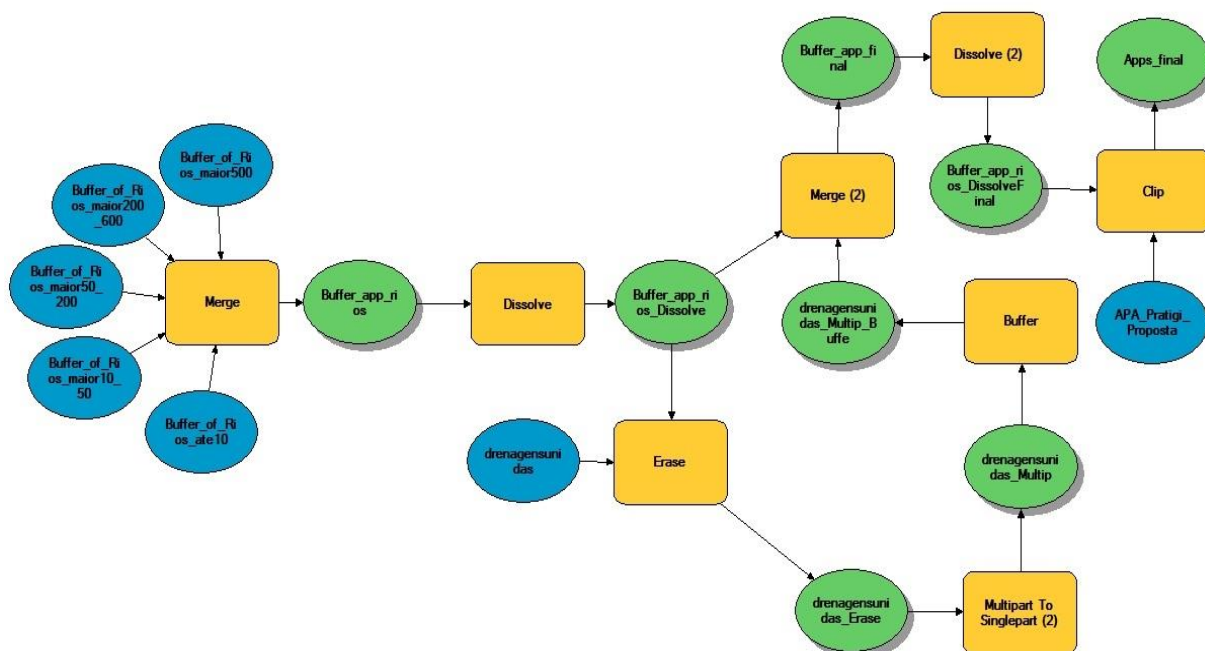 Buffer_app_fi
nal
Dissolve (2)
Apps_final
Buffer_of_Ri
os_maior500
Buffer_of_Ri
os_maior200
_600
Merge (2)
Buffer_app_ri
os_DissolveF
inal
Clip
Buffer_of_Ri
os_maior50_
200
Merge
Buffer_app_ri
os
Dissolve
Buffer_app_ri
os_Dissolve
drenagensuni
das_Multip_B
uffe
Buffer
APA_Pratigi_
Proposta
Buffer_of_Ri
os_maior10_
50
Buffer_of_Ri
os_ate10
drenagensu
nidas
Erase
drenagensuni
das_Multip
drenagensuni
das_Erase
Multipart To
Singlepart (2)